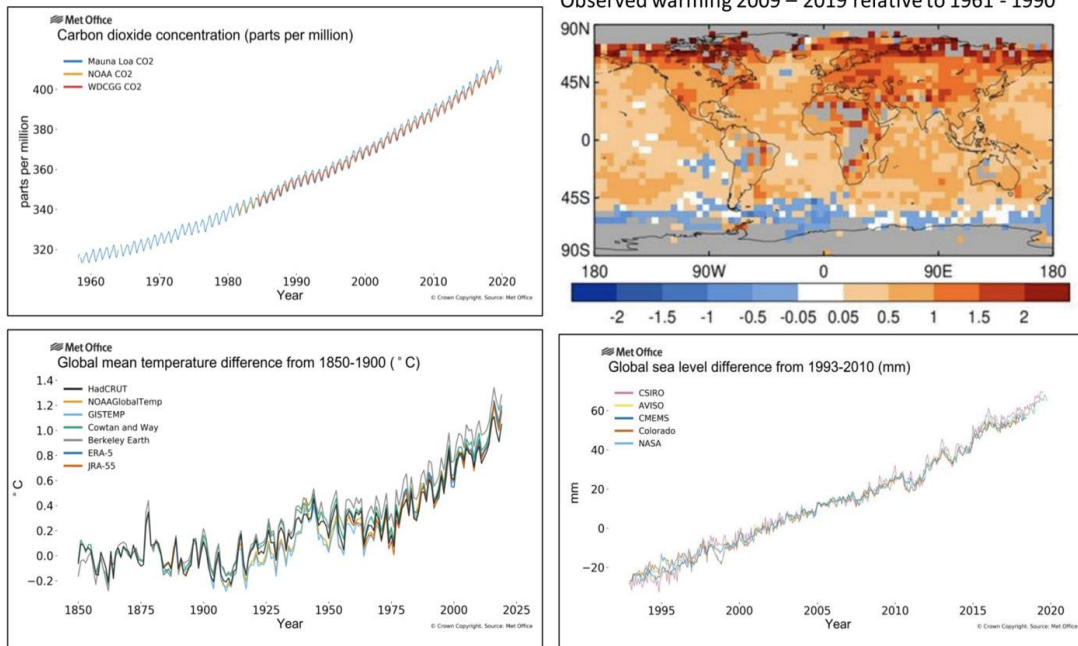 Met Office
Carbon dioxide concentration (parts per million)
Mauna Loa CO2
NOAA CO2
WDCGG CO2
parts per million
400
380
360
340
320
1960 1970 1980 1990 2000 2010 2020
Year
© Crown Copyright. Source: Met Office
Observed warming 2009 – 2019 relative to 1961 - 1990
90N
45N
0
45S
90S
180 90W 0 90E 180
-2 -1.5 -1 -0.5 -0.05 0.05 0.5 1 1.5 2
Met Office
Global mean temperature difference from 1850-1900 (°C)
HadCRUT
NOAAGlobalTemp
GISTEMP
Cowtan and Way
Berkeley Earth
ERA-5
JRA-55
°C
1.4
1.2
1.0
0.8
0.6
0.4
0.2
0.0
−0.2
1850 1875 1900 1925 1950 1975 2000 2025
Year
© Crown Copyright. Source: Met Office
Met Office
Global sea level difference from 1993-2010 (mm)
CSIRO
AVISO
CMEMS
Colorado
NASA
mm
60
40
20
0
−20
1995 2000 2005 2010 2015 2020
Year
© Crown Copyright. Source: Met Office